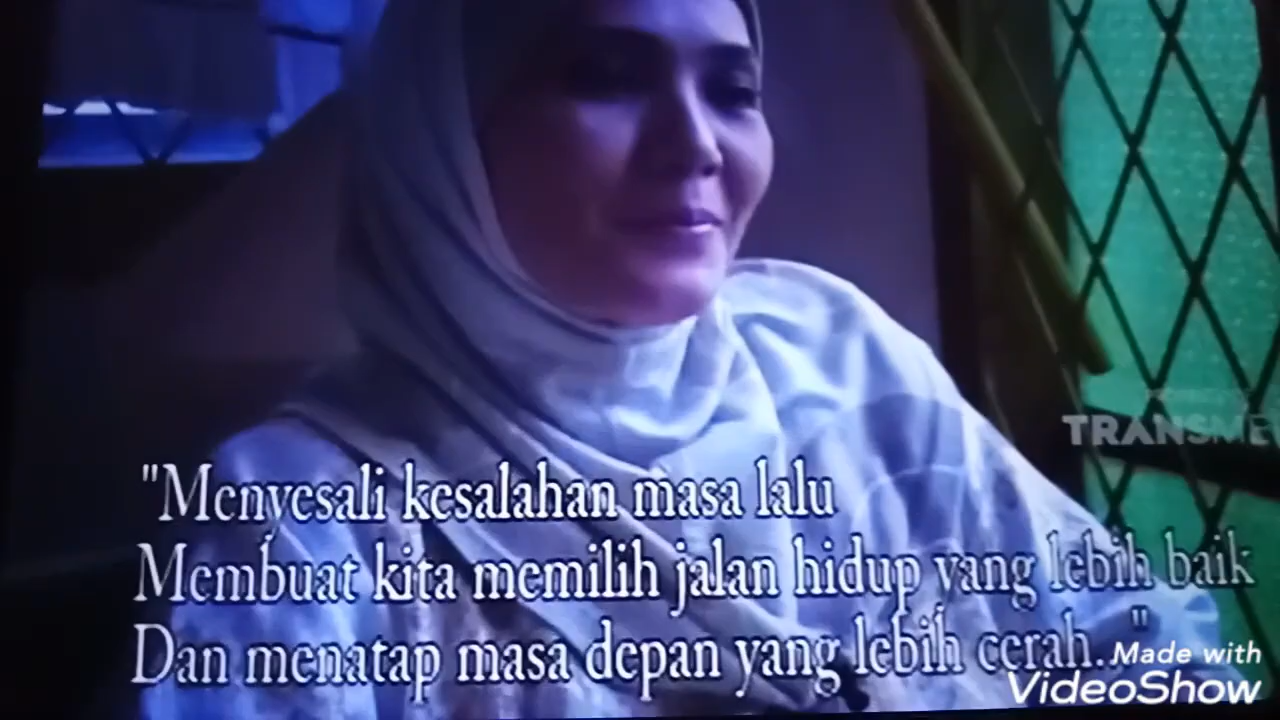 "Menyesali kesalahan masa lalu
Membuat kita memilih jalan hidup yang lebih baik
Dan menatap masa depan yang lebih cerah..."
Made with
VideoShow